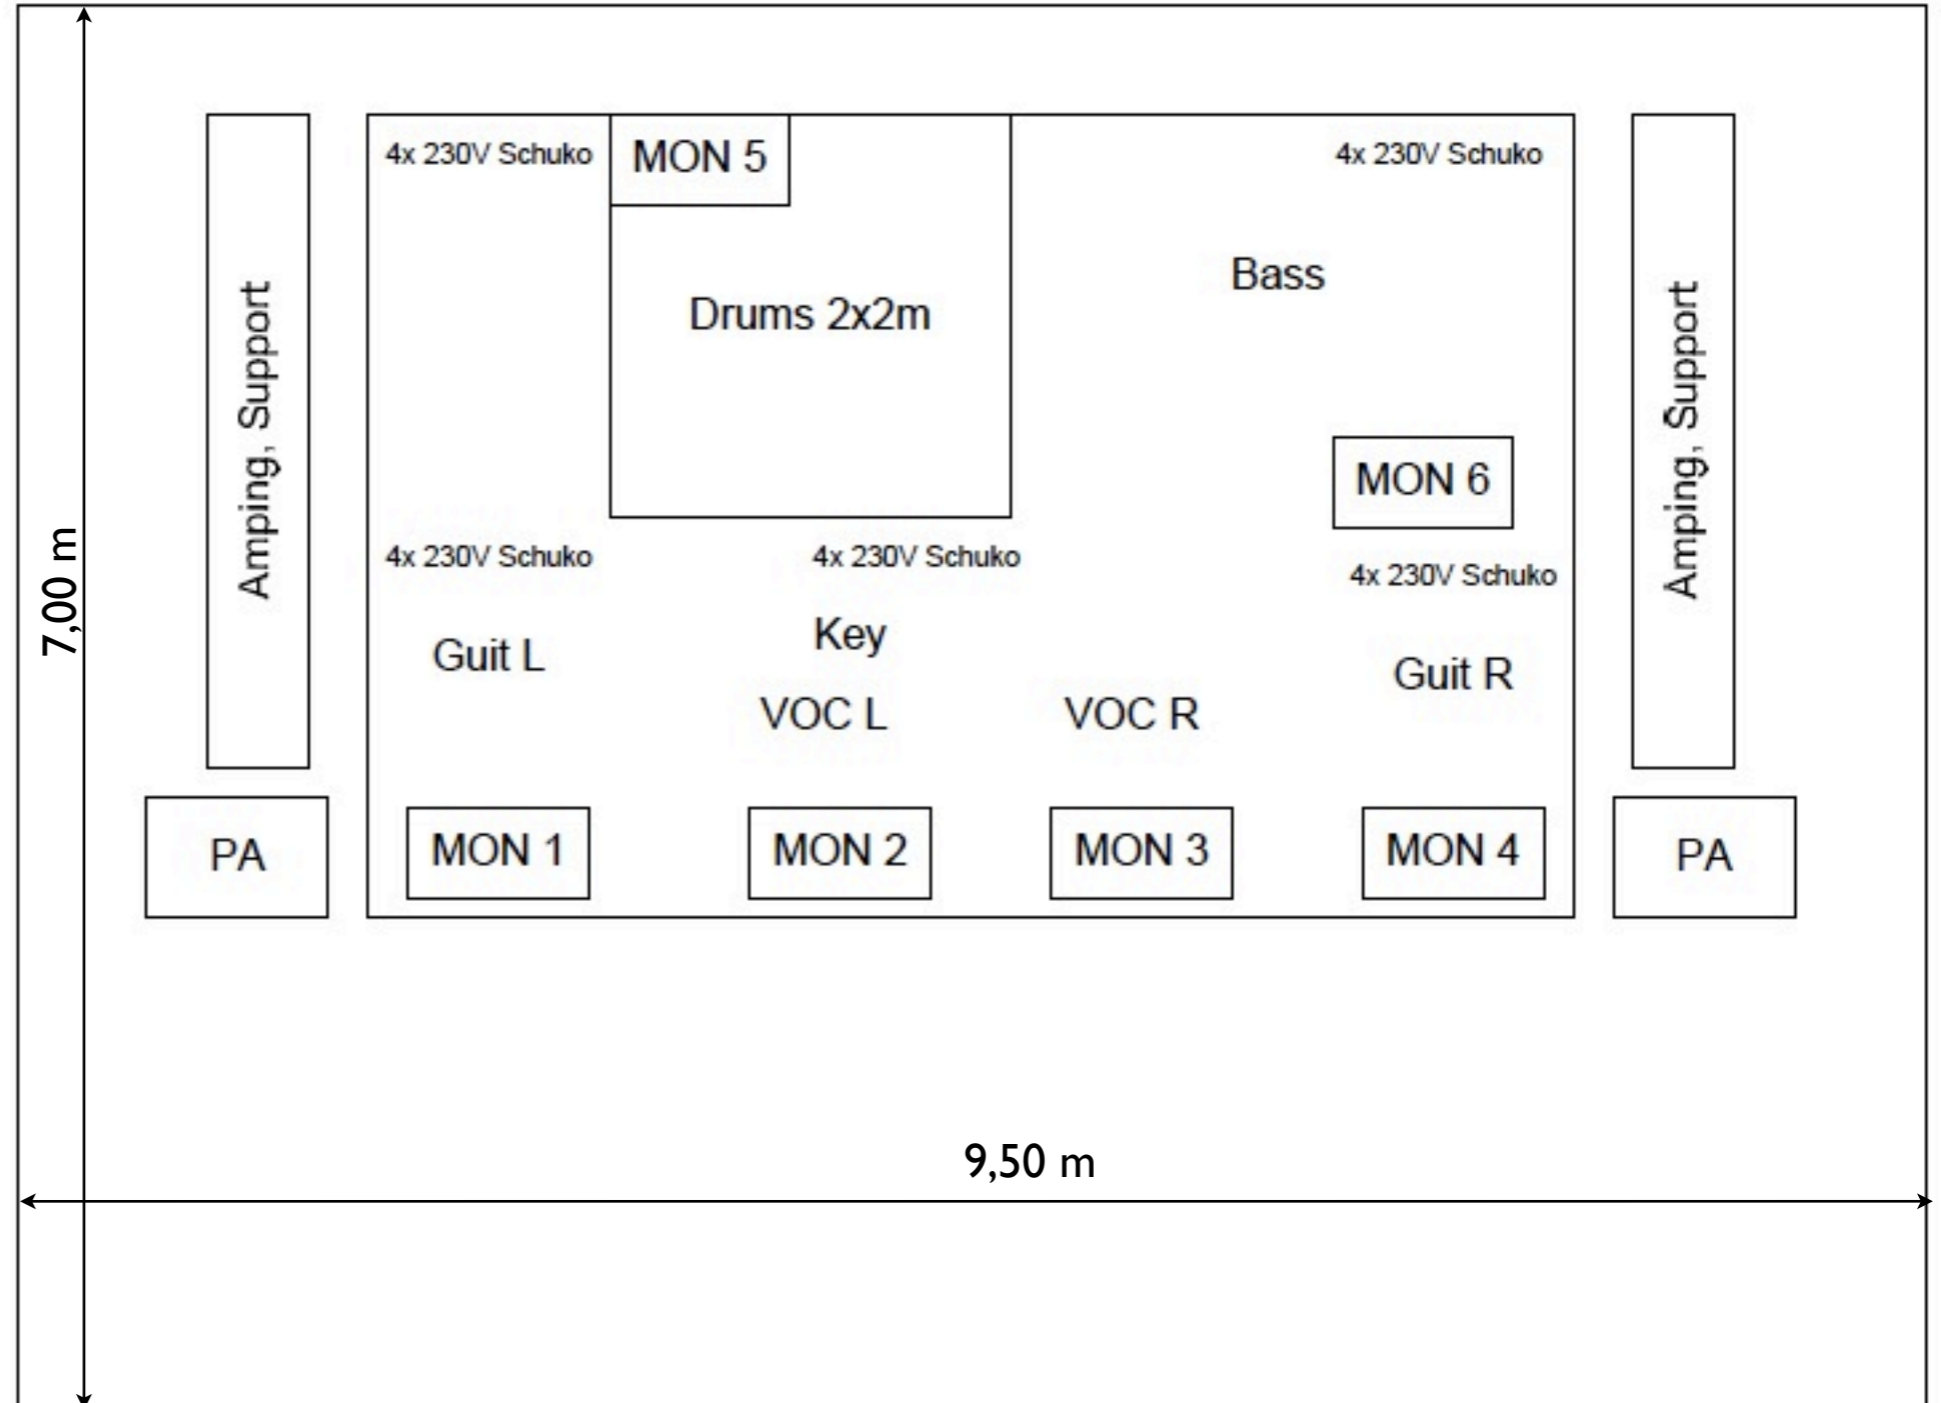 4x 230V Schuko
MON 5
4x 230V Schuko
Bass
Drums 2x2m
Amping, Support
Amping, Support
MON 6
4x 230V Schuko
4x 230V Schuko
4x 230V Schuko
7,00 m
Key
Guit L
Guit R
VOC L
VOC R
PA
MON 1
MON 2
MON 3
MON 4
PA
9,50 m